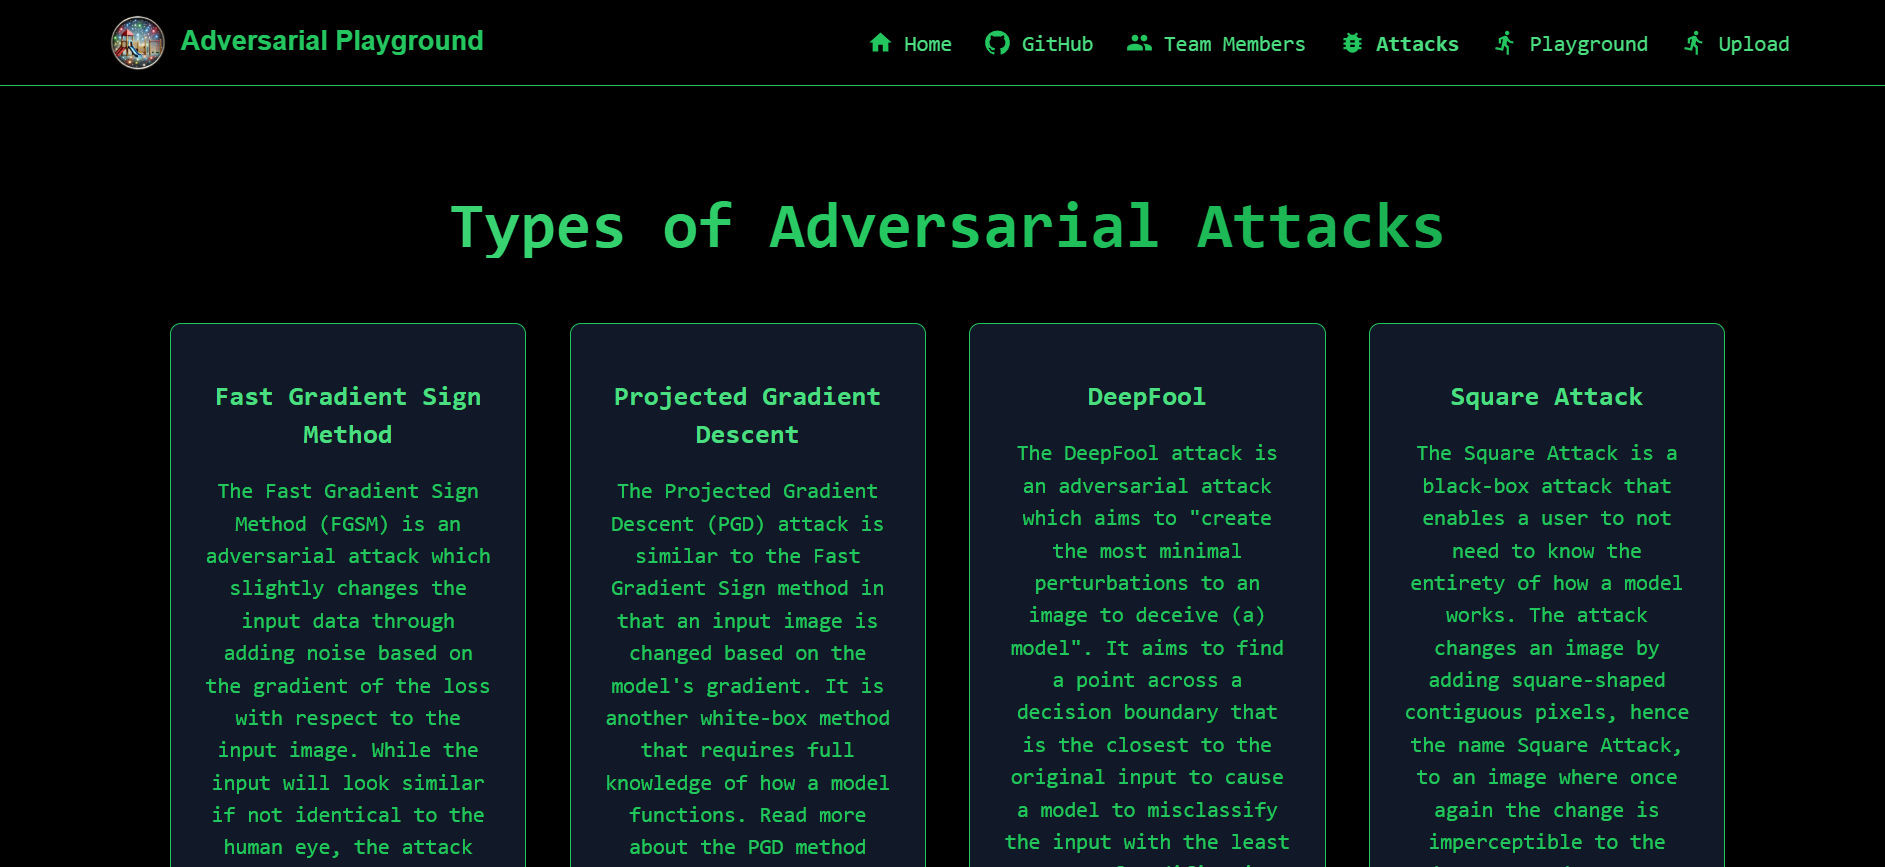 Adversarial Playground
Home
GitHub
Team Members
Attacks
Playground
Upload
Types of Adversarial Attacks
Fast Gradient Sign
Method
The Fast Gradient Sign
Method (FGSM) is an
adversarial attack which
slightly changes the
input data through
adding noise based on
the gradient of the loss
with respect to the
input image. While the
input will look similar
if not identical to the
human eye, the attack
Projected Gradient
Descent
The Projected Gradient
Descent (PGD) attack is
similar to the Fast
Gradient Sign method in
that an input image is
changed based on the
model's gradient. It is
another white-box method
that requires full
knowledge of how a model
functions. Read more
about the PGD method
DeepFool
The DeepFool attack is
an adversarial attack
which aims to "create
the most minimal
perturbations to an
image to deceive (a)
model". It aims to find
a point across a
decision boundary that
is the closest to the
original input to cause
a model to misclassify
the input with the least
Square Attack
The Square Attack is a
black-box attack that
enables a user to not
need to know the
entirety of how a model
works. The attack
changes an image by
adding square-shaped
contiguous pixels, hence
the name Square Attack,
to an image where once
again the change is
imperceptible to the